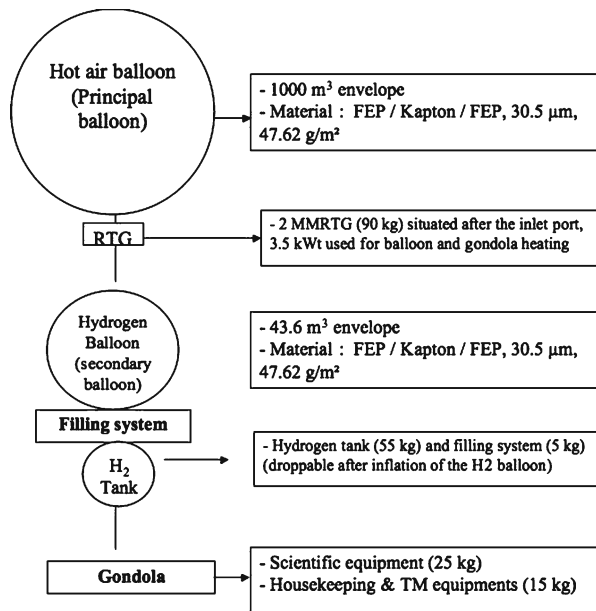 Hot air balloon
(Principal
balloon)
- 1000 m³ envelope
- Material : FEP / Kapton / FEP, 30.5 µm,
47.62 g/m²
RTG
- 2 MMRTG (90 kg) situated after the inlet port,
3.5 kWt used for balloon and gondola heating
Hydrogen
Balloon
(secondary
balloon)
- 43.6 m³ envelope
- Material : FEP / Kapton / FEP, 30.5 µm,
47.62 g/m²
Filling system
H₂
Tank
- Hydrogen tank (55 kg) and filling system (5 kg)
(droppable after inflation of the H2 balloon)
Gondola
- Scientific equipment (25 kg)
- Housekeeping & TM equipments (15 kg)